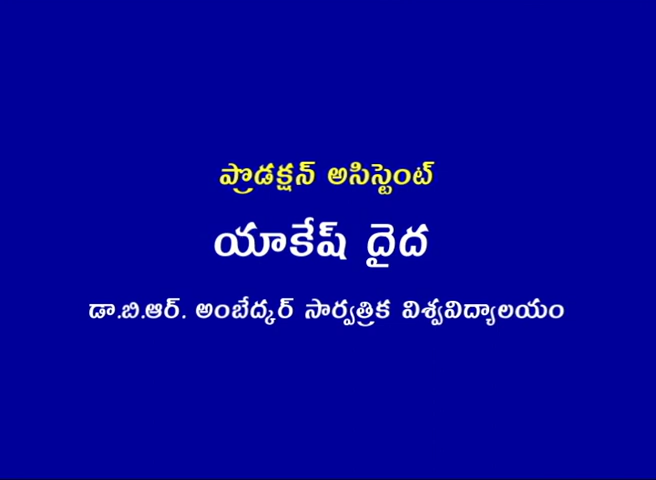 ప్రొడక్షన్ అసిస్టెంట్
యాకేష్ దైద
డా.బి.ఆర్. అంబేద్కర్ సార్వత్రిక విశ్వవిద్యాలయం